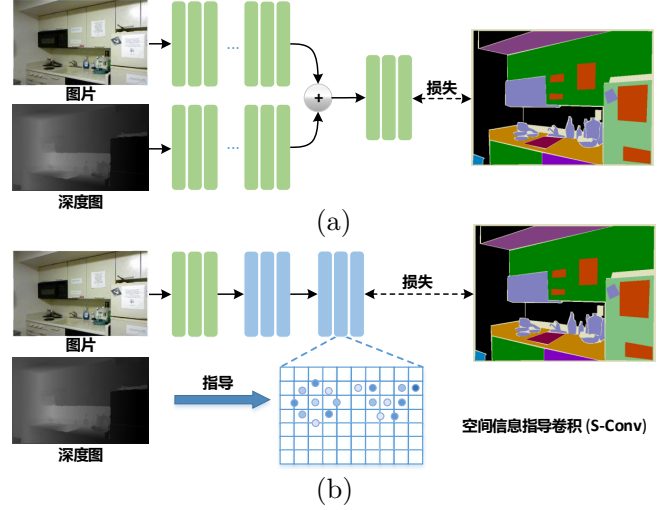 图片
...
+
损失
...
深度图
(a)
损失
图片
指导
空间信息指导卷积 (S-Conv)
深度图
(b)